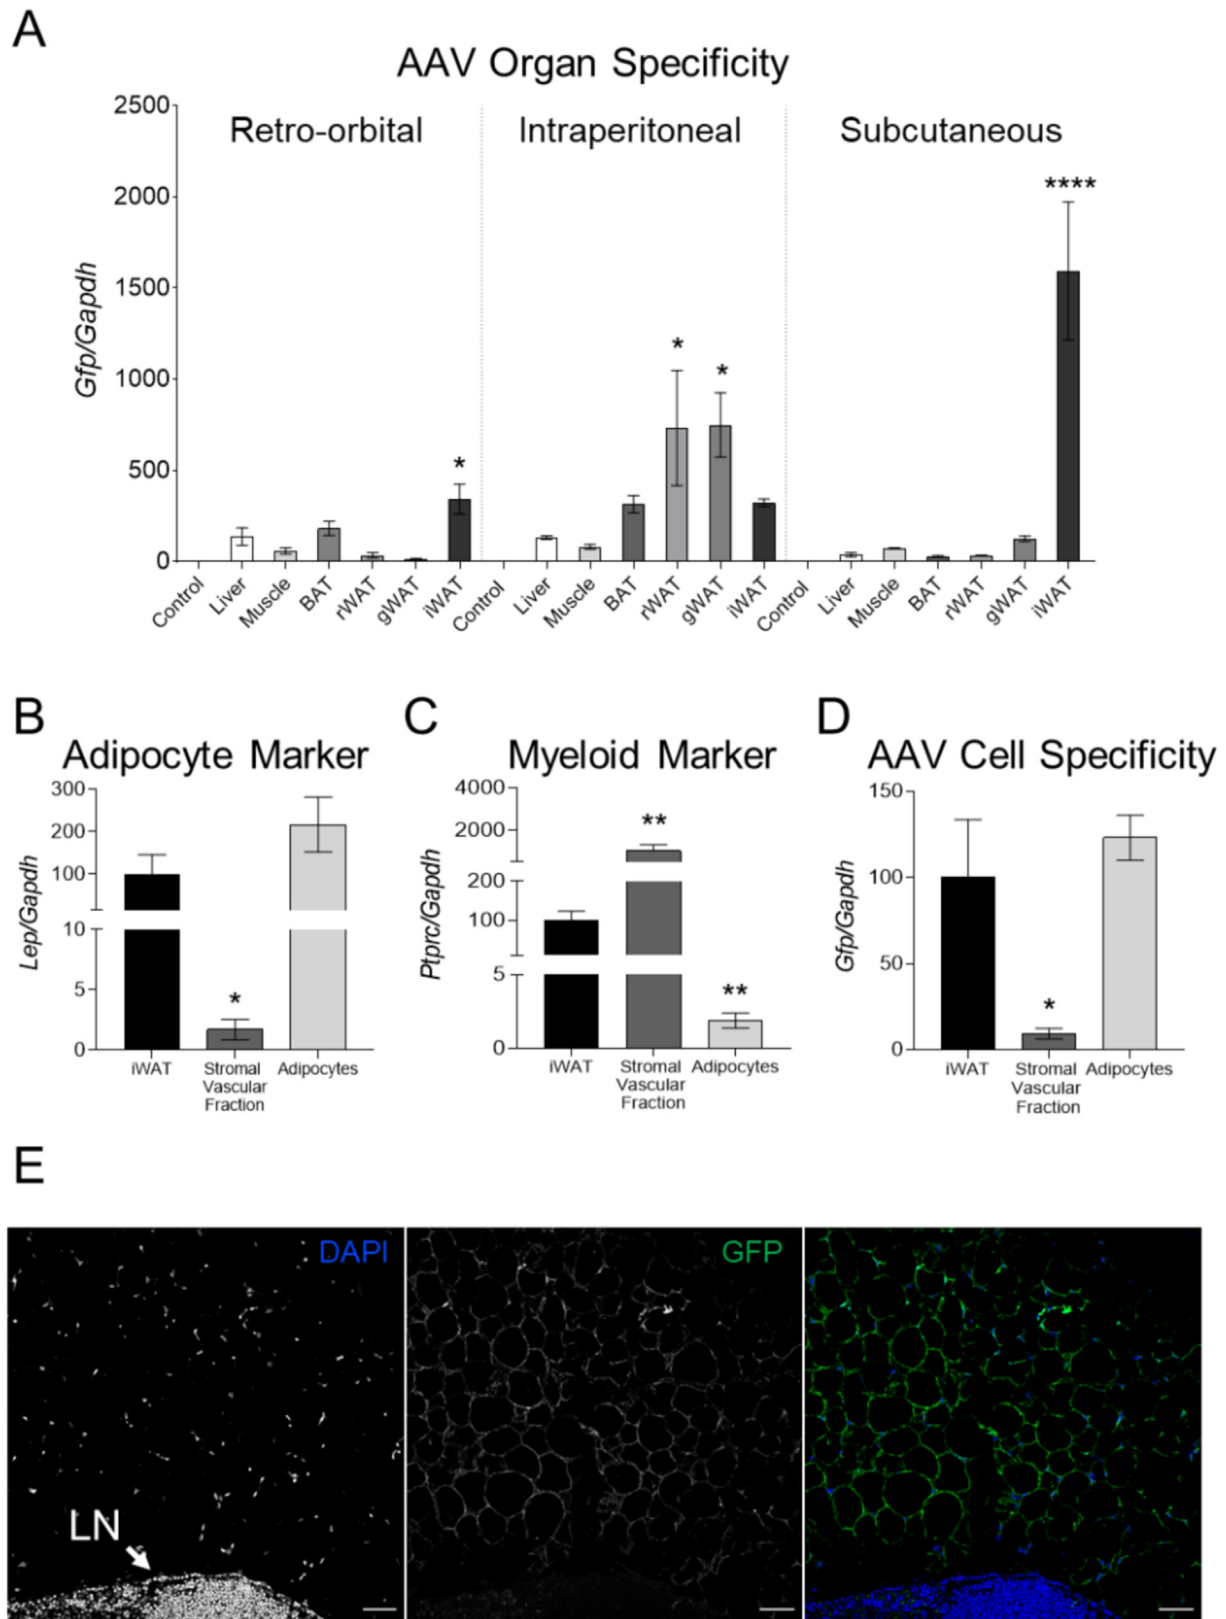 A
AAV Organ Specificity
Retro-orbital
Intraperitoneal
Subcutaneous
Gfp/Gapdh
2500
2000
1500
1000
500
0
*
*
*
****
Control
Liver
Muscle
BAT
rWAT
gWAT
iWAT
Control
Liver
Muscle
BAT
rWAT
gWAT
iWAT
Control
Liver
Muscle
BAT
rWAT
gWAT
iWAT
B
Adipocyte Marker
Lep/Gapdh
300
200
100
10
5
0
*
iWAT
Stromal
Vascular
Fraction
Adipocytes
C
Myeloid Marker
Ptprc/Gapdh
4000
2000
200
100
5
0
**
**
iWAT
Stromal
Vascular
Fraction
Adipocytes
D
AAV Cell Specificity
Gfp/Gapdh
150
100
50
0
*
iWAT
Stromal
Vascular
Fraction
Adipocytes
E
DAPI
GFP
LN